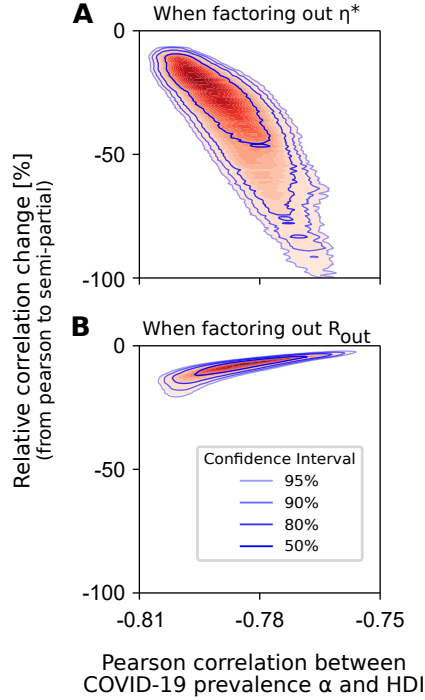 A When factoring out η*
0
-50
-100
Relative correlation change [%]
(from pearson to semi-partial)
B When factoring out R_out
0
-50
-100
Confidence Interval
95%
90%
80%
50%
-0.81 -0.78 -0.75
Pearson correlation between
COVID-19 prevalence α and HDI